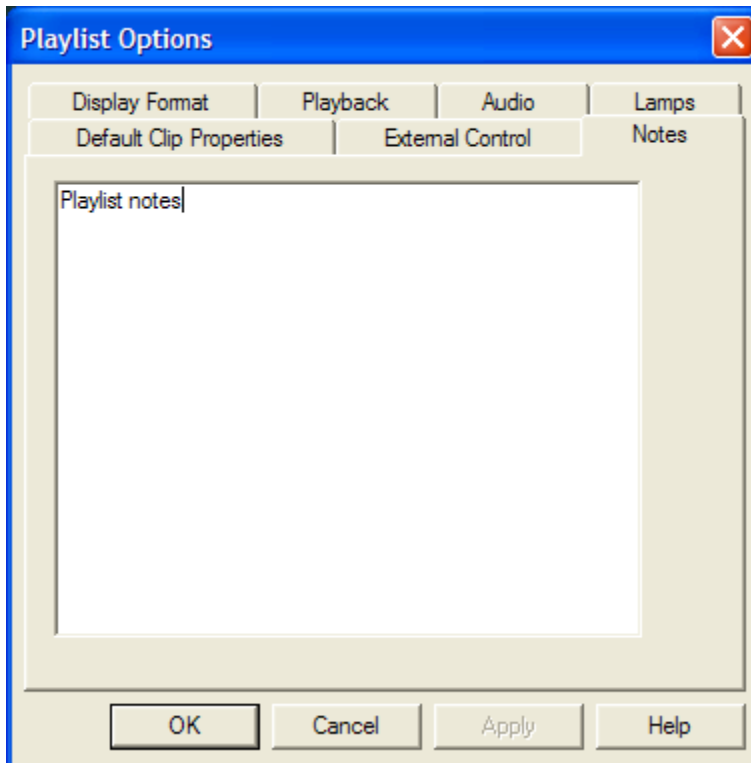 Playlist Options
Display Format Playback Audio Lamps
Default Clip Properties External Control Notes
Playlist notes
OK Cancel Apply Help